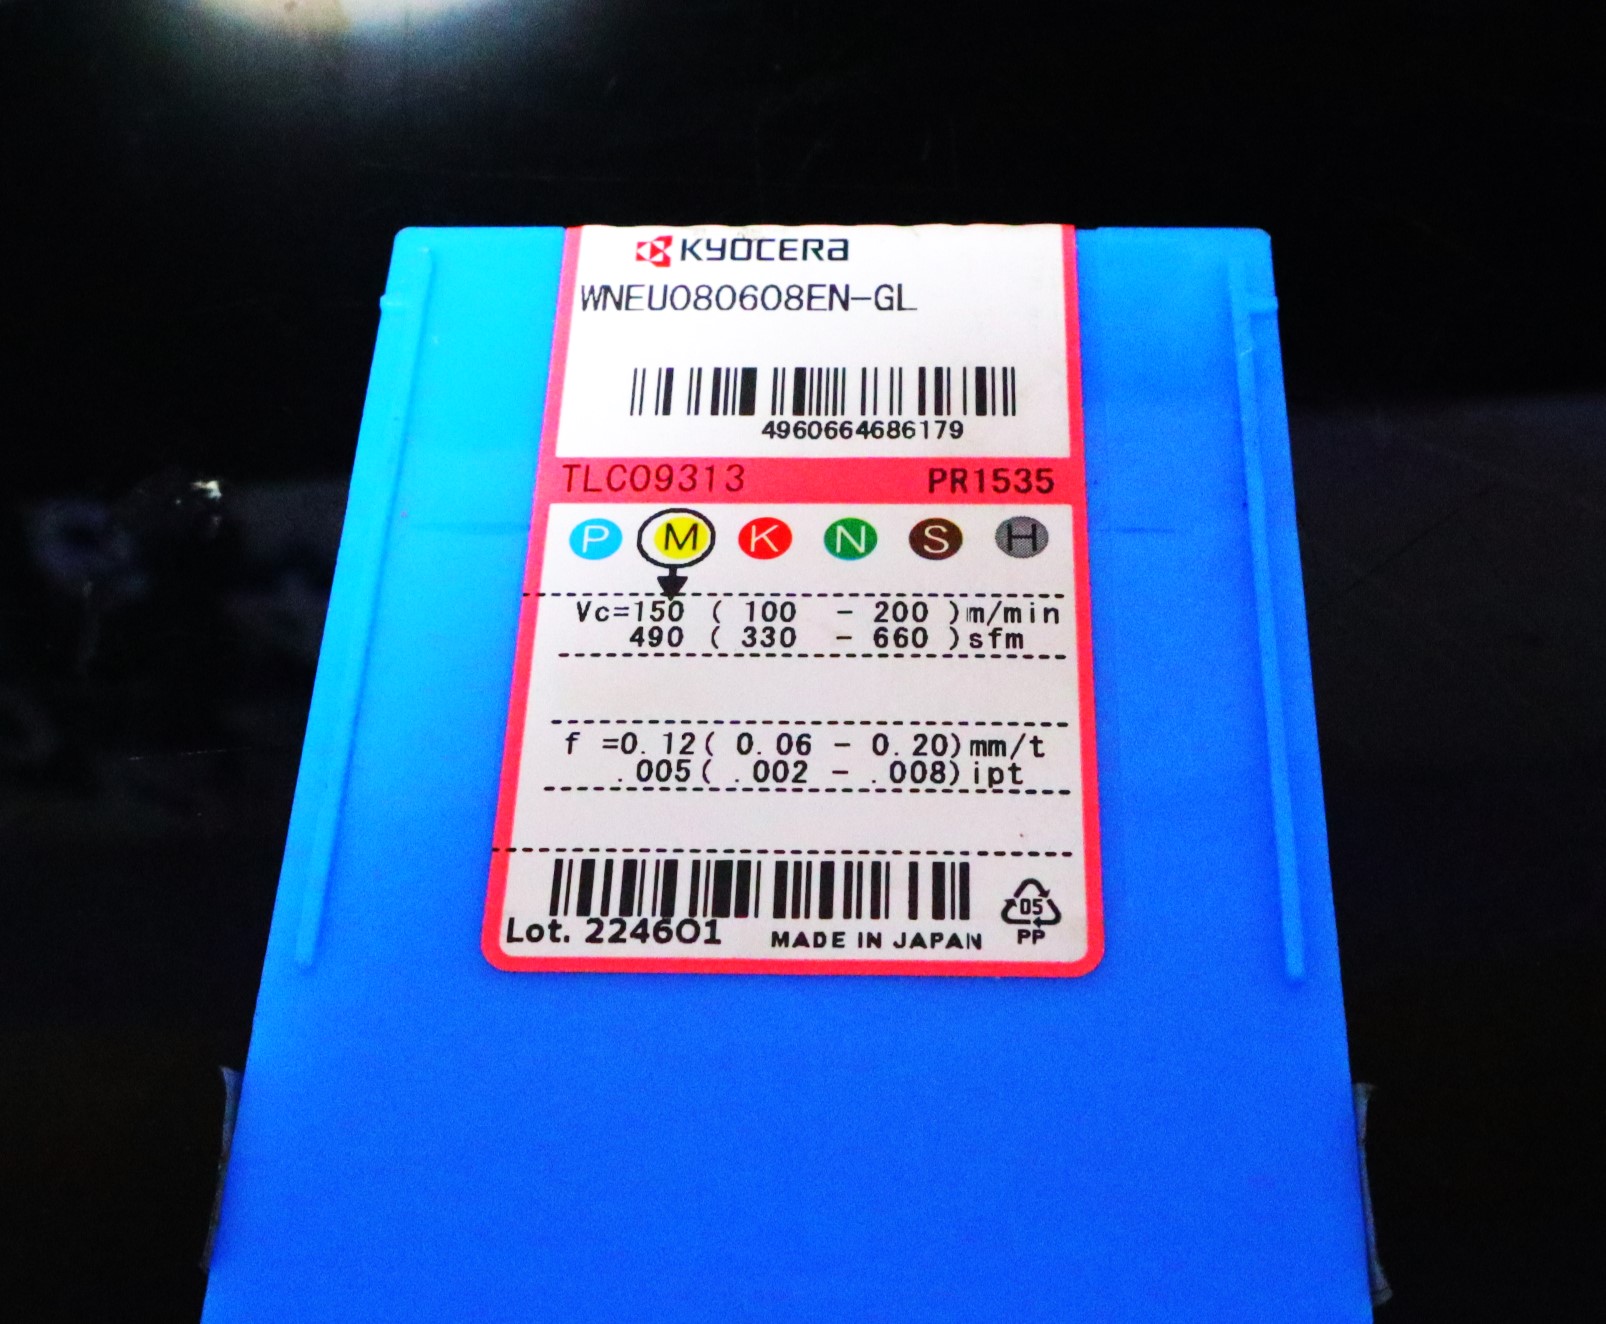 KYOCERA
WNEU080608EN-GL
4960664686179
TLC09313 PR1535
P M K N S H
Vc=150 ( 100 - 200 )m/min
490 ( 330 - 660 )sfm
f =0.12( 0.06 - 0.20)mm/t
.005( .002 - .008)ipt
Lot. 224601 MADE IN JAPAN
05
PP